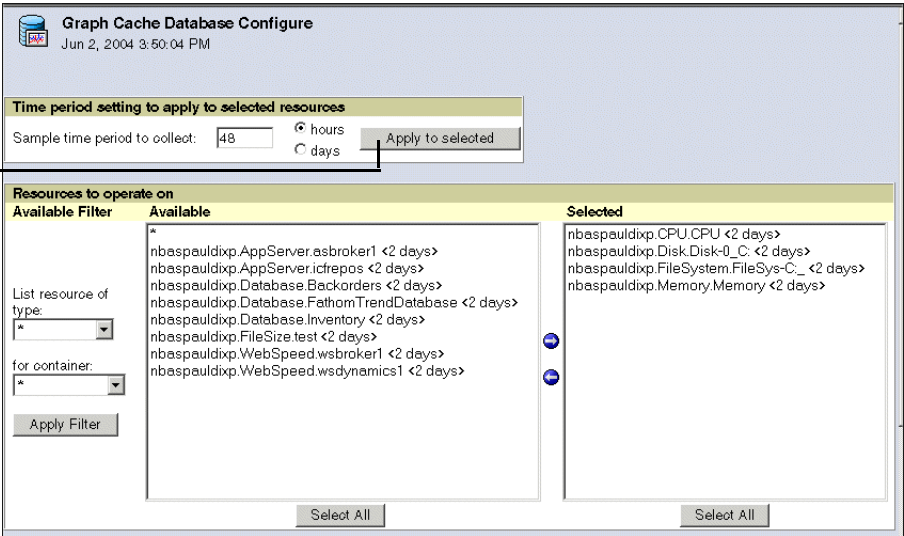 Graph Cache Database Configure
Jun 2, 2004 3:50:04 PM
Time period setting to apply to selected resources
Sample time period to collect: 48 hours days Apply to selected
Resources to operate on
Available Filter Available Selected
List resource of
type:
*
for container:
*
Apply Filter
*
nbaspauldixp.AppServer.asbroker1 <2 days>
nbaspauldixp.AppServer.icfrepos <2 days>
nbaspauldixp.Database.Backorders <2 days>
nbaspauldixp.Database.FathomTrendDatabase <2 days>
nbaspauldixp.Database.Inventory <2 days>
nbaspauldixp.FileSize.test <2 days>
nbaspauldixp.WebSpeed.wsbroker1 <2 days>
nbaspauldixp.WebSpeed.wsdynamics1 <2 days>
Select All
nbaspauldixp.CPU.CPU <2 days>
nbaspauldixp.Disk.Disk-0_C: <2 days>
nbaspauldixp.FileSystem.FileSys-C:_ <2 days>
nbaspauldixp.Memory.Memory <2 days>
Select All